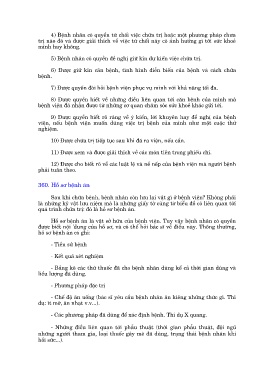 4) Bệnh nhân có quyền từ chối việc chữa trị hoặc một phương pháp chữa
trị nào đó và được giải thích về việc từ chối này có ảnh hưởng gì tới sức khoẻ
mình hay không.
5) Bệnh nhân có quyền đề nghị giữ kín dự kiến việc chữa trị.
6) Được giữ kín của bệnh, tình hình diễn biến của bệnh và cách chữa
bệnh.
7) Được quyền đòi hỏi bệnh viện phục vụ mình với khả năng tối đa.
8) Được quyền biết về những điều liên quan tới căn bệnh của mình mà
bệnh viện đã nhận được từ những cơ quan chăm sóc sức khoẻ khác gửi tới.
9) Được quyền biết rõ ràng về ý kiến, lời khuyên hay đề nghị của bệnh
viện, nếu bệnh viện muốn dùng việc trị bệnh của mình như một cuộc thử
nghiệm.
10) Được chữa trị tiếp tục sau khi đã ra viện, nếu cần.
11) Được xem và được giải thích về các món tiền trong phiếu chi.
12) Được cho biết rõ về các luật lệ và nề nếp của bệnh viện mà người bệnh
phải tuân theo.
360. Hồ sơ bệnh án
Sau khi chữa bệnh, bệnh nhân còn lưu lại vật gì ở bệnh viện? Không phải
là những kỷ vật lưu niệm mà là những giấy tờ cùng tư liệu để có liên quan tới
quá trình chữa trị: đó là hồ sơ bệnh án.
Hồ sơ bệnh án là vật sở hữu của bệnh viện. Tuy vậy bệnh nhân có quyền
được biết nội dung của hồ sơ, và có thể hỏi bác sĩ về điều này. Thông thường,
hồ sơ bệnh án có ghi:
- Tiền sử bệnh
- Kết quả xét nghiệm
- Bảng kê các thứ thuốc đã cho bệnh nhân dùng kể cả thời gian dùng và
liều lượng đã dùng.
- Phương pháp đặc trị
- Chế độ ăn uống (bác sĩ yêu cầu bệnh nhân ăn kiêng những thức gì. Thí
dụ: ít mỡ, ăn nhạt v.v...).
- Các phương pháp đã dùng để xác định bệnh. Thí dụ X quang.
- Những điều liên quan tới phẫu thuật (thời gian phẫu thuật, đội ngũ
những người tham gia, loại thuốc gây mê đã dùng, trạng thái bệnh nhân khi
hồi sức...).